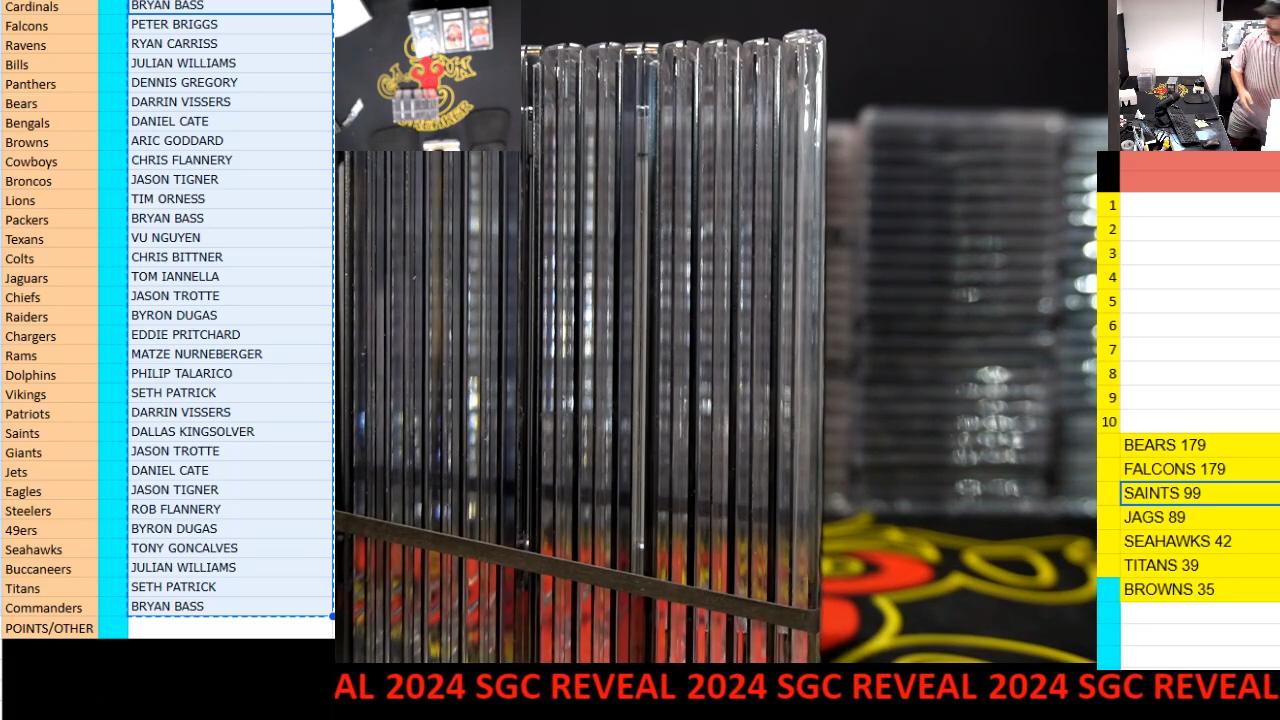 Cardinals BRYAN BASS
Falcons PETER BRIGGS
Ravens RYAN CARRISS
Bills JULIAN WILLIAMS
Panthers DENNIS GREGORY
Bears DARRIN VISSERS
Bengals DANIEL CATE
Browns ARIC GODDARD
Cowboys CHRIS FLANNERY
Broncos JASON TIGNER
Lions TIM ORNESS
Packers BRYAN BASS
Texans VU NGUYEN
Colts CHRIS BITTNER
Jaguars TOM IANNELLA
Chiefs JASON TROTTE
Raiders BYRON DUGAS
Chargers EDDIE PRITCHARD
Rams MATZE NURNEBERGER
Dolphins PHILIP TALARICO
Vikings SETH PATRICK
Patriots DARRIN VISSERS
Saints DALLAS KINGSOLVER
Giants JASON TROTTE
Jets DANIEL CATE
Eagles JASON TIGNER
Steelers ROB FLANNERY
49ers BYRON DUGAS
Seahawks TONY GONCALVES
Buccaneers JULIAN WILLIAMS
Titans SETH PATRICK
Commanders BRYAN BASS
POINTS/OTHER
1
2
3
4
5
6
7
8
9
10
BEARS 179
FALCONS 179
SAINTS 99
JAGS 89
SEAHAWKS 42
TITANS 39
BROWNS 35
AL 2024 SGC REVEAL 2024 SGC REVEAL 2024 SGC REVEAL